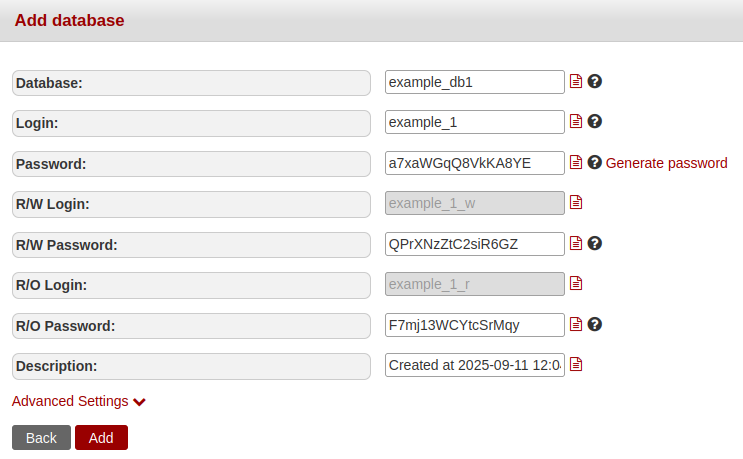 Add database
Database: example_db1
Login: example_1
Password: a7xaWGqQ8VkKA8YE Generate password
R/W Login: example_1_w
R/W Password: QPrXNzZtC2siR6GZ
R/O Login: example_1_r
R/O Password: F7mj13WCYtcSrMqy
Description: Created at 2025-09-11 12:0
Advanced Settings
Back Add